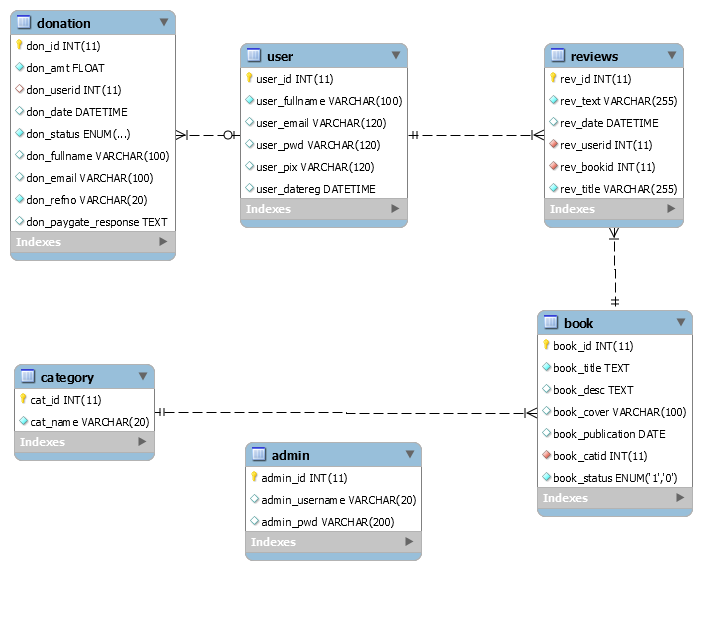 donation
don_id INT(11)
don_amt FLOAT
don_userid INT(11)
don_date DATETIME
don_status ENUM(...)
don_fullname VARCHAR(100)
don_email VARCHAR(100)
don_refno VARCHAR(20)
don_paygate_response TEXT
Indexes
user
user_id INT(11)
user_fullname VARCHAR(100)
user_email VARCHAR(120)
user_pwd VARCHAR(120)
user_pix VARCHAR(120)
user_datereg DATETIME
Indexes
reviews
rev_id INT(11)
rev_text VARCHAR(255)
rev_date DATETIME
rev_userid INT(11)
rev_bookid INT(11)
rev_title VARCHAR(255)
Indexes
category
cat_id INT(11)
cat_name VARCHAR(20)
Indexes
admin
admin_id INT(11)
admin_username VARCHAR(20)
admin_pwd VARCHAR(200)
Indexes
book
book_id INT(11)
book_title TEXT
book_desc TEXT
book_cover VARCHAR(100)
book_publication DATE
book_catid INT(11)
book_status ENUM('1','0')
Indexes